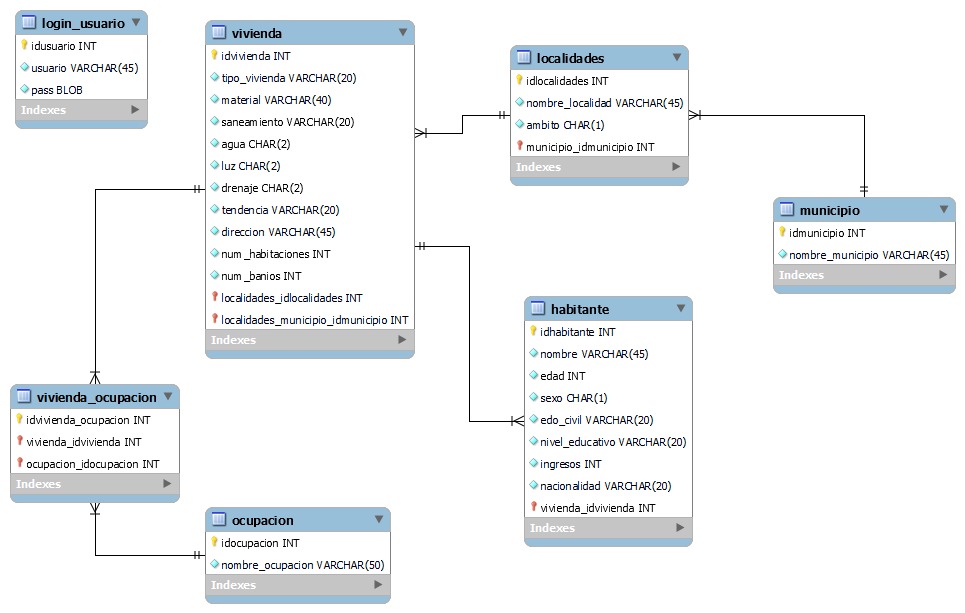 login_usuario
idusuario INT
usuario VARCHAR(45)
pass BLOB
Indexes
vivienda
idvivienda INT
tipo_vivienda VARCHAR(20)
material VARCHAR(40)
saneamiento VARCHAR(20)
agua CHAR(2)
luz CHAR(2)
drenaje CHAR(2)
tendencia VARCHAR(20)
direccion VARCHAR(45)
num_habitaciones INT
num_banios INT
localidades_idlocalidades INT
localidades_municipio_idmunicipio INT
Indexes
localidades
idlocalidades INT
nombre_localidad VARCHAR(45)
ambito CHAR(1)
municipio_idmunicipio INT
Indexes
municipio
idmunicipio INT
nombre_municipio VARCHAR(45)
Indexes
habitante
idhabitante INT
nombre VARCHAR(45)
edad INT
sexo CHAR(1)
edo_civil VARCHAR(20)
nivel_educativo VARCHAR(20)
ingresos INT
nacionalidad VARCHAR(20)
vivienda_idvivienda INT
Indexes
vivienda_ocupacion
idvivienda_ocupacion INT
vivienda_idvivienda INT
ocupacion_idocupacion INT
Indexes
ocupacion
idocupacion INT
nombre_ocupacion VARCHAR(50)
Indexes